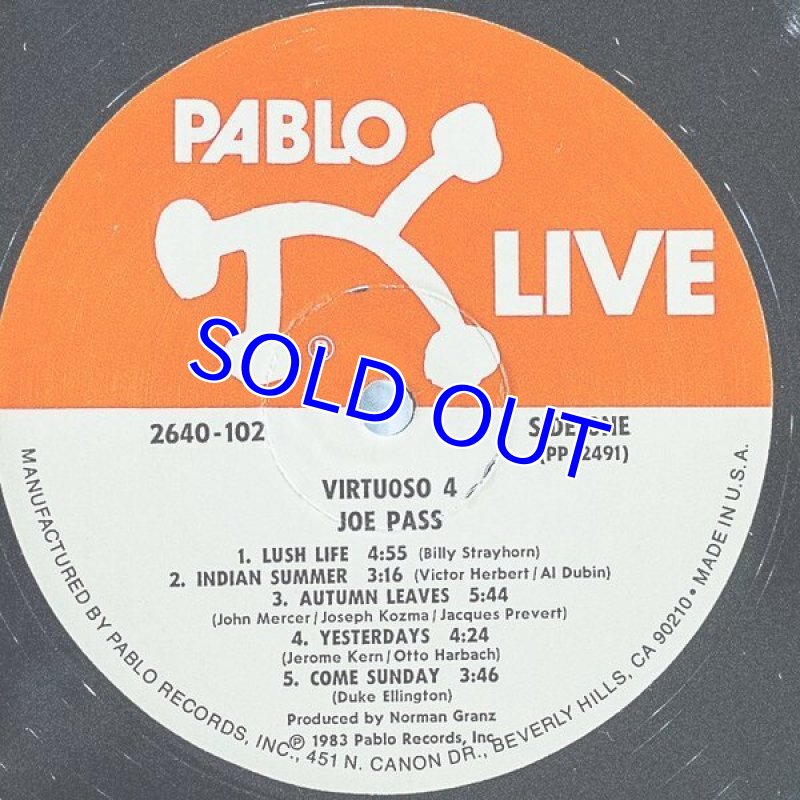 PABLO
LIVE
®
SOLD OUT
2640-102
SIDE ONE
(PP 2491)
VIRTUOSO 4
JOE PASS
1. LUSH LIFE 4:55 (Billy Strayhorn)
2. INDIAN SUMMER 3:16 (Victor Herbert/Al Dubin)
3. AUTUMN LEAVES 5:44
(John Mercer/Joseph Kozma/Jacques Prevert)
4. YESTERDAYS 4:24
(Jerome Kern/Otto Harbach)
5. COME SUNDAY 3:46
(Duke Ellington)
Produced by Norman Granz
℗ 1983 Pablo Records, Inc.
MANUFACTURED BY PABLO RECORDS, INC., 451 N. CANON DR., BEVERLY HILLS, CA 90210 • MADE IN U.S.A.